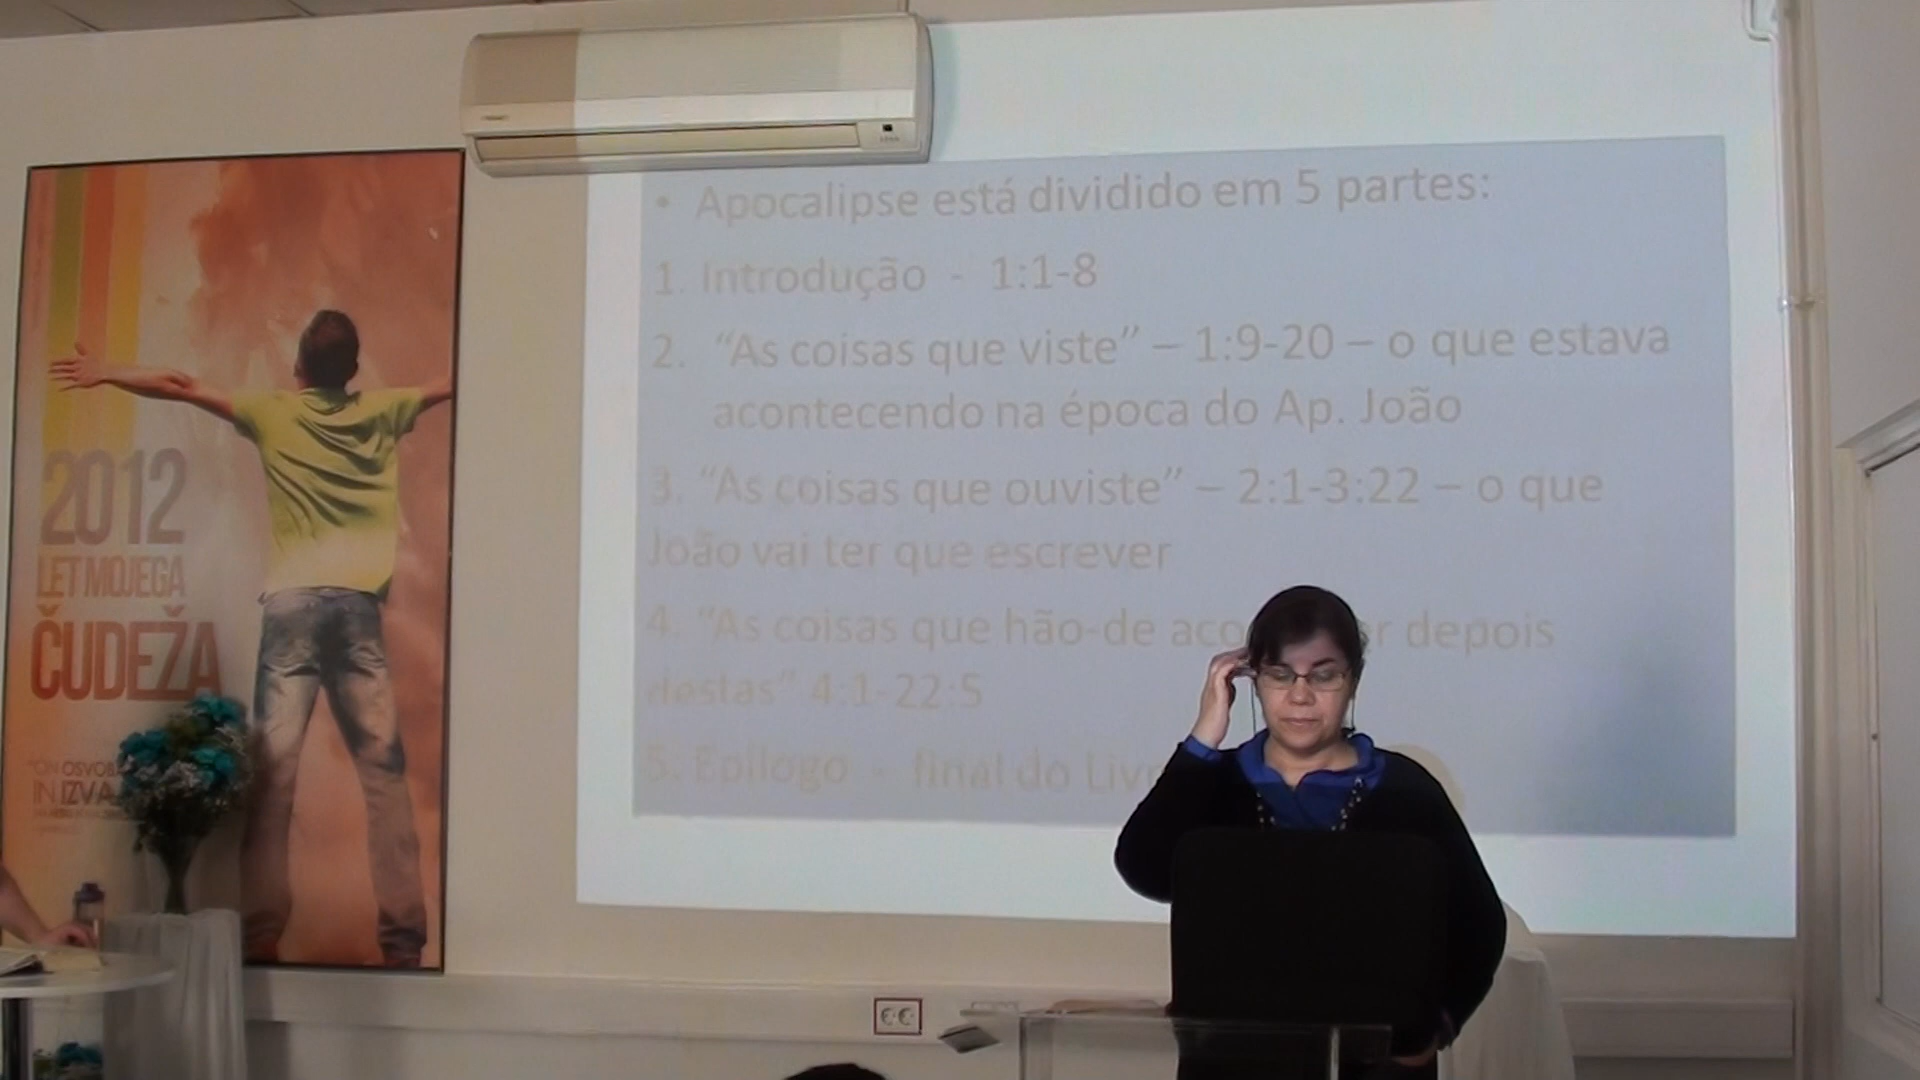 • Apocalipse está dividido em 5 partes:
1. Introdução - 1:1-8
2. “As coisas que viste” – 1:9-20 – o que estava
acontecendo na época do Ap. João
3. “As coisas que ouviste” – 2:1-3:22 – o que
João vai ter que escrever
4. “As coisas que hão-de depois
destas” 4:1-22:5
5. Epílogo - final do
2012
LET MOJEGA
ČUDEŽA